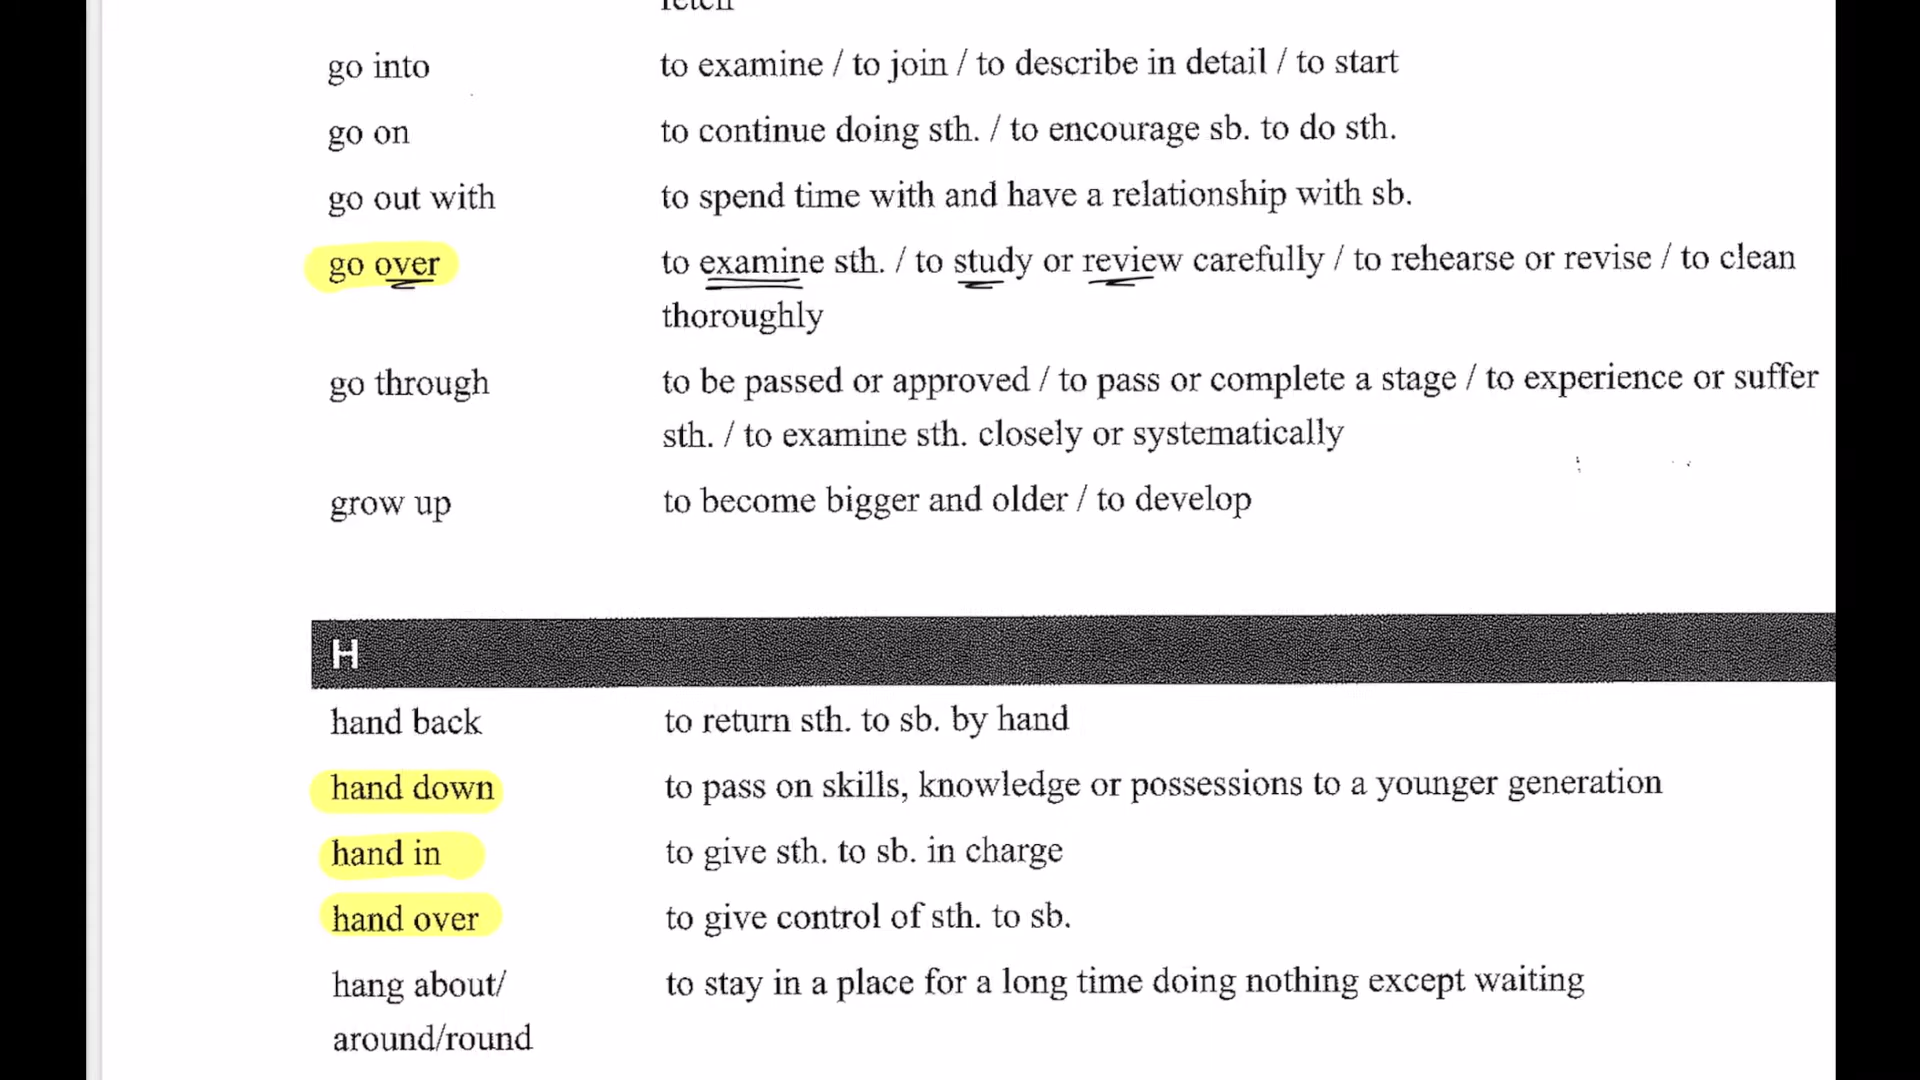 fetch
go into to examine / to join / to describe in detail / to start
go on to continue doing sth. / to encourage sb. to do sth.
go out with to spend time with and have a relationship with sb.
go over to examine sth. / to study or review carefully / to rehearse or revise / to clean
thoroughly
go through to be passed or approved / to pass or complete a stage / to experience or suffer
sth. / to examine sth. closely or systematically
grow up to become bigger and older / to develop
H
hand back to return sth. to sb. by hand
hand down to pass on skills, knowledge or possessions to a younger generation
hand in to give sth. to sb. in charge
hand over to give control of sth. to sb.
hang about/ to stay in a place for a long time doing nothing except waiting
around/round